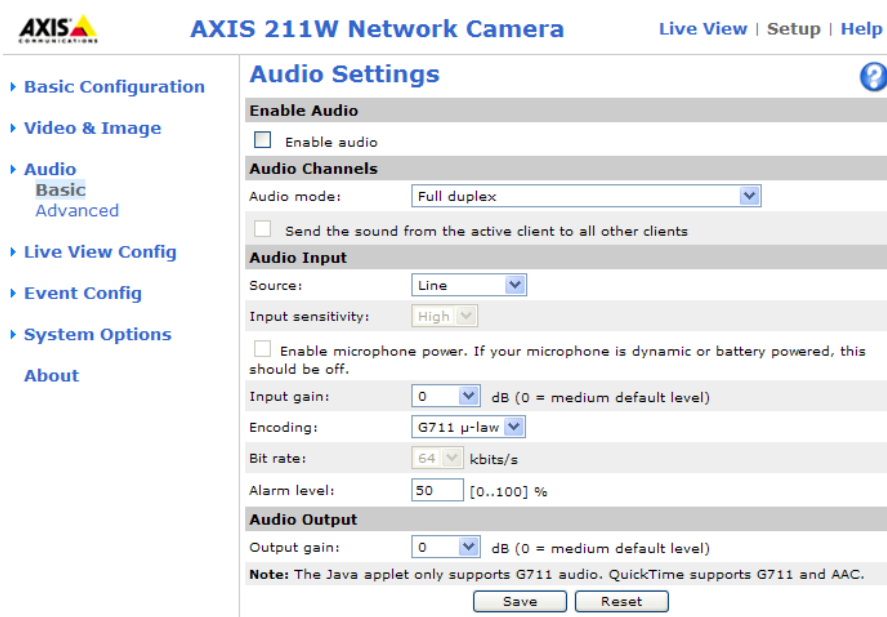 AXIS
COMMUNICATIONS
AXIS 211W Network Camera
Live View | Setup | Help
Basic Configuration
Video & Image
Audio
Basic
Advanced
Live View Config
Event Config
System Options
About
Audio Settings
?
Enable Audio
Enable audio
Audio Channels
Audio mode: Full duplex
Send the sound from the active client to all other clients
Audio Input
Source: Line
Input sensitivity: High
Enable microphone power. If your microphone is dynamic or battery powered, this
should be off.
Input gain: 0 dB (0 = medium default level)
Encoding: G711 µ-law
Bit rate: 64 kbits/s
Alarm level: 50 [0..100] %
Audio Output
Output gain: 0 dB (0 = medium default level)
Note: The Java applet only supports G711 audio. QuickTime supports G711 and AAC.
Save Reset